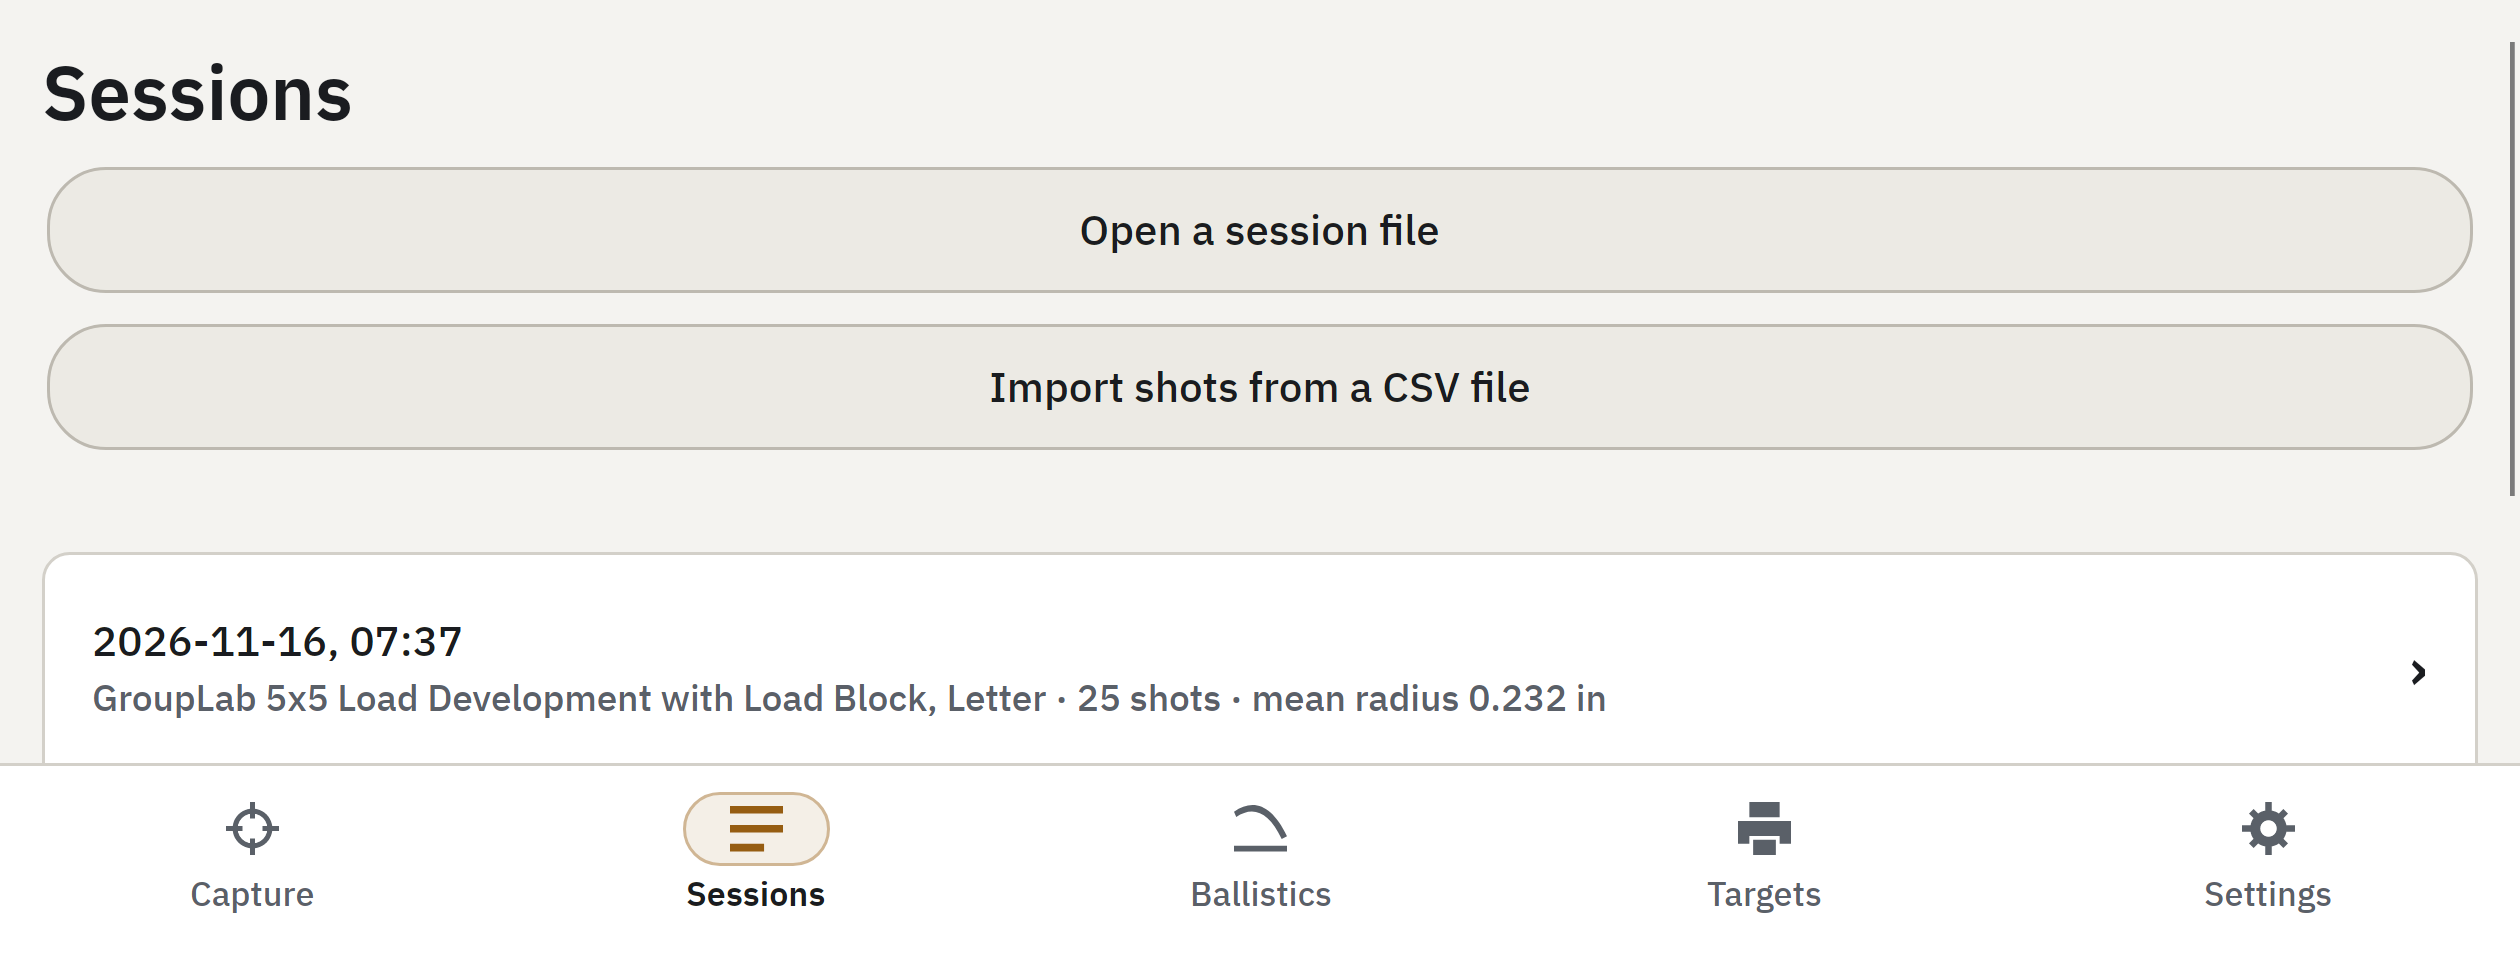 Sessions
Open a session file
Import shots from a CSV file
2026-11-16, 07:37
GroupLab 5x5 Load Development with Load Block, Letter · 25 shots · mean radius 0.232 in
Capture
Sessions
Ballistics
Targets
Settings